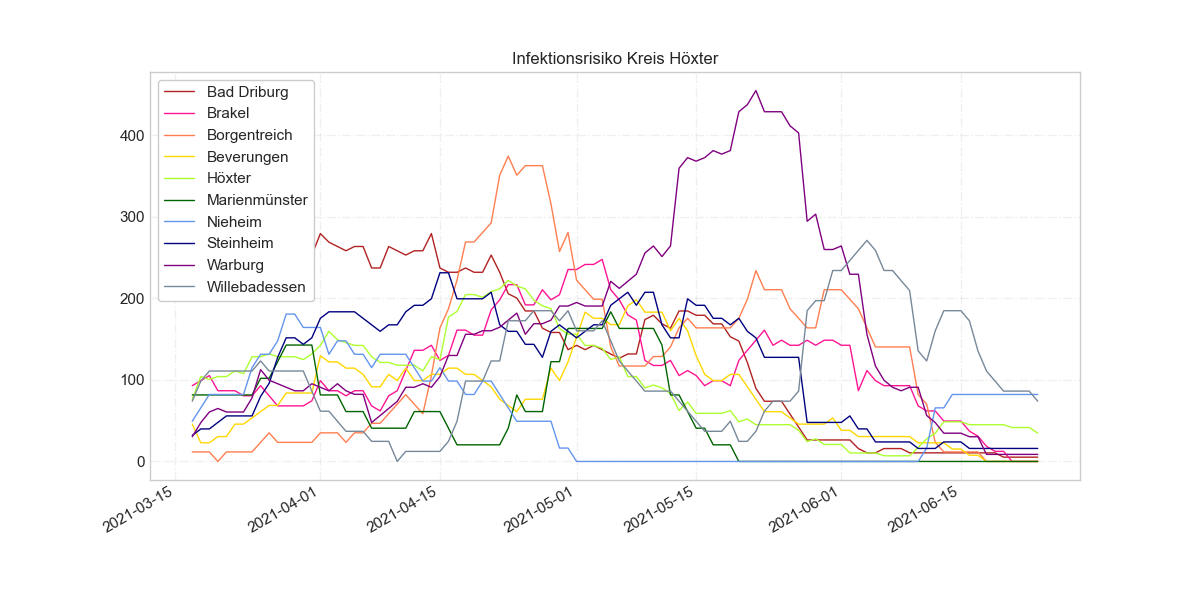 Infektionsrisiko Kreis Höxter
Bad Driburg
Brakel
Borgentreich
Beverungen
Höxter
Marienmünster
Nieheim
Steinheim
Warburg
Willebadessen
400
300
200
100
0
2021-03-15
2021-04-01
2021-04-15
2021-05-01
2021-05-15
2021-06-01
2021-06-15